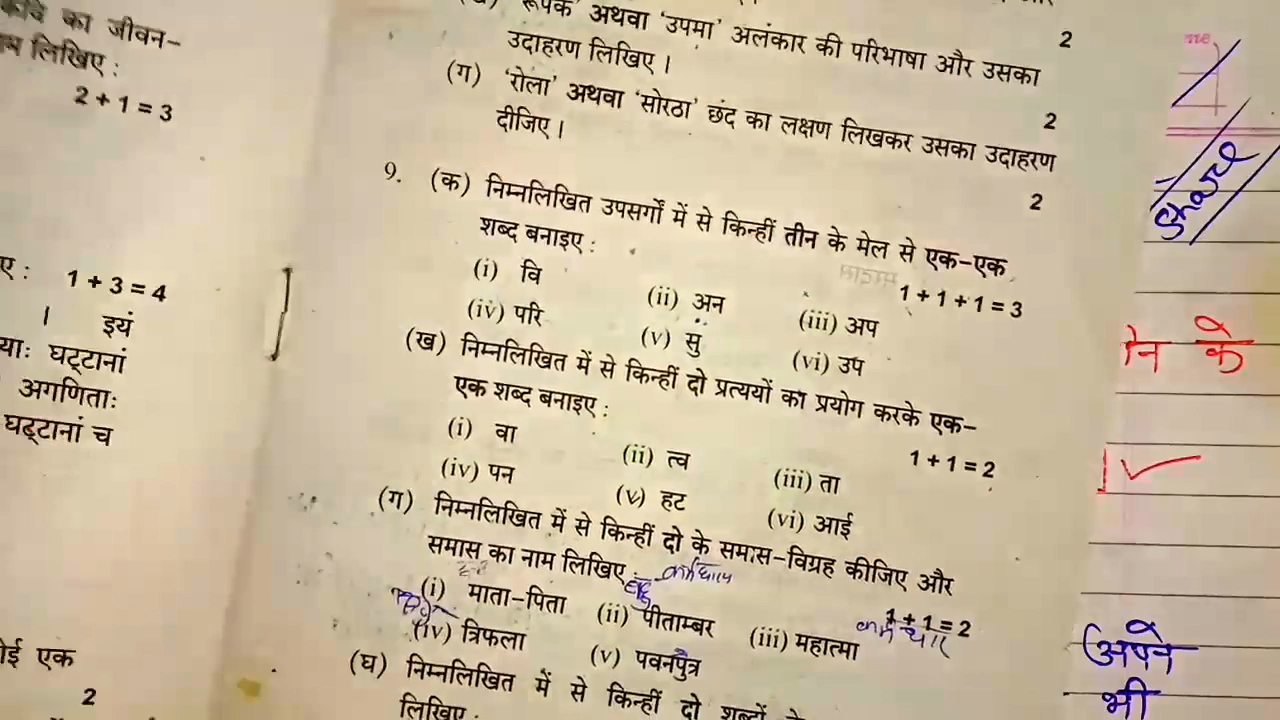 का जीवन-
लिखिए :
2 + 1 = 3
1 + 3 = 4
। इयं
घट्टानां
अगणिताः
घट्टानां च
एक
2
अथवा 'उपमा' अलंकार की परिभाषा और उसका
उदाहरण लिखिए ।
2
(ग) 'रोला' अथवा 'सोरठा' छंद का लक्षण लिखकर उसका उदाहरण
दीजिए ।
2
9. (क) निम्नलिखित उपसर्गों में से किन्हीं तीन के मेल से एक-एक
शब्द बनाइए :
2
1 + 1 + 1 = 3
(i) वि (ii) अन (iii) अप
(iv) परि (v) सु (vi) उप
(ख) निम्नलिखित में से किन्हीं दो प्रत्ययों का प्रयोग करके एक-
एक शब्द बनाइए :
1 + 1 = 2
(i) वा (ii) त्व (iii) ता
(iv) पन (v) हट (vi) आई
(ग) निम्नलिखित में से किन्हीं दो के समास-विग्रह कीजिए और
समास का नाम लिखिए :
1 + 1 = 2
(i) माता-पिता (ii) पीताम्बर (iii) महात्मा
(iv) त्रिफला (v) पवनपुत्र
(घ) निम्नलिखित में से किन्हीं दो शब्दों के
लिखिए :
Share
के
अपने
भी